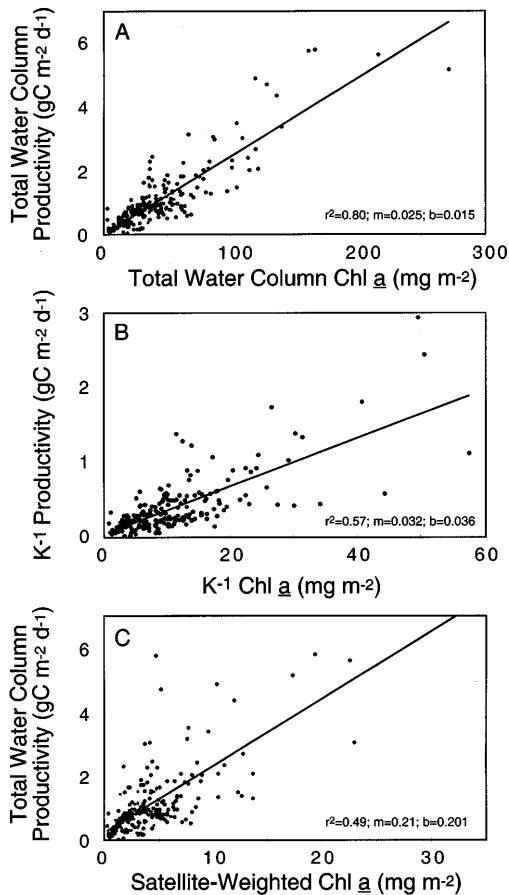 A
6
4
2
0
Total Water Column
Productivity (gC m-2 d-1)
r2=0.80; m=0.025; b=0.015
0 100 200 300
Total Water Column Chl a (mg m-2)
B
3
2
1
0
K-1 Productivity (gC m-2 d-1)
r2=0.57; m=0.032; b=0.036
0 20 40 60
K-1 Chl a (mg m-2)
C
6
4
2
0
Total Water Column
Productivity (gC m-2 d-1)
r2=0.49; m=0.21; b=0.201
0 10 20 30
Satellite-Weighted Chl a (mg m-2)